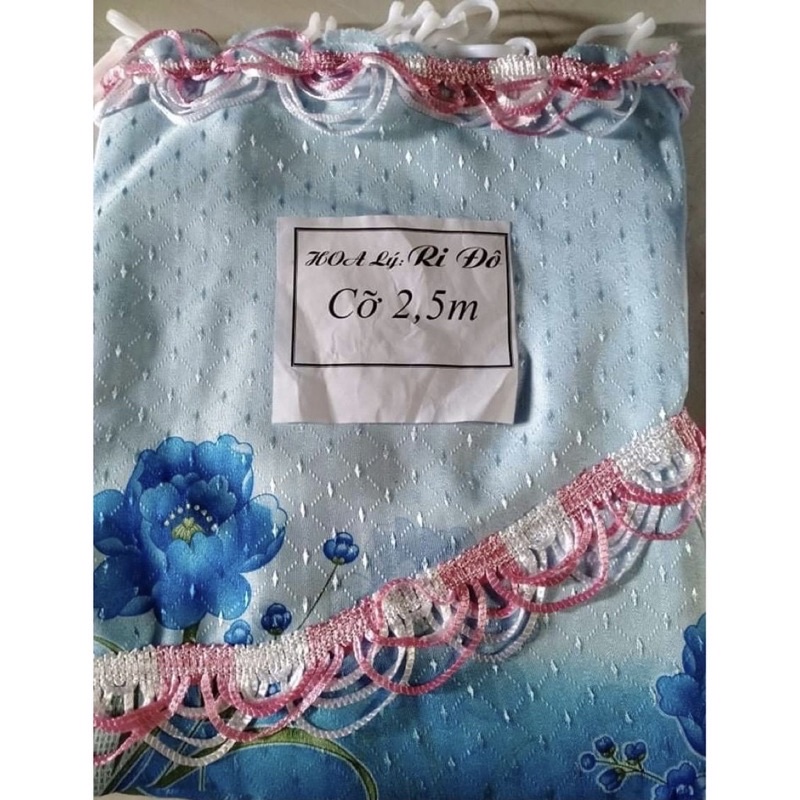 HOA Lý: Ri Đô
Cỡ 2,5m